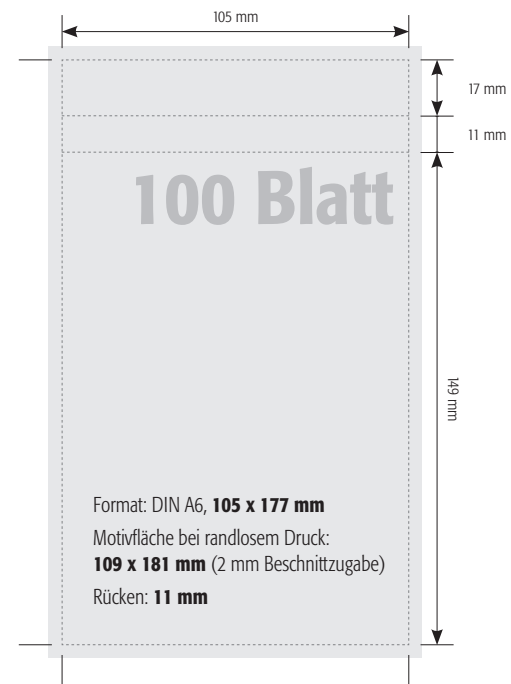 105 mm
17 mm
11 mm
100 Blatt
149 mm
Format: DIN A6, 105 x 177 mm
Motivfläche bei randlosem Druck:
109 x 181 mm (2 mm Beschnittzugabe)
Rücken: 11 mm